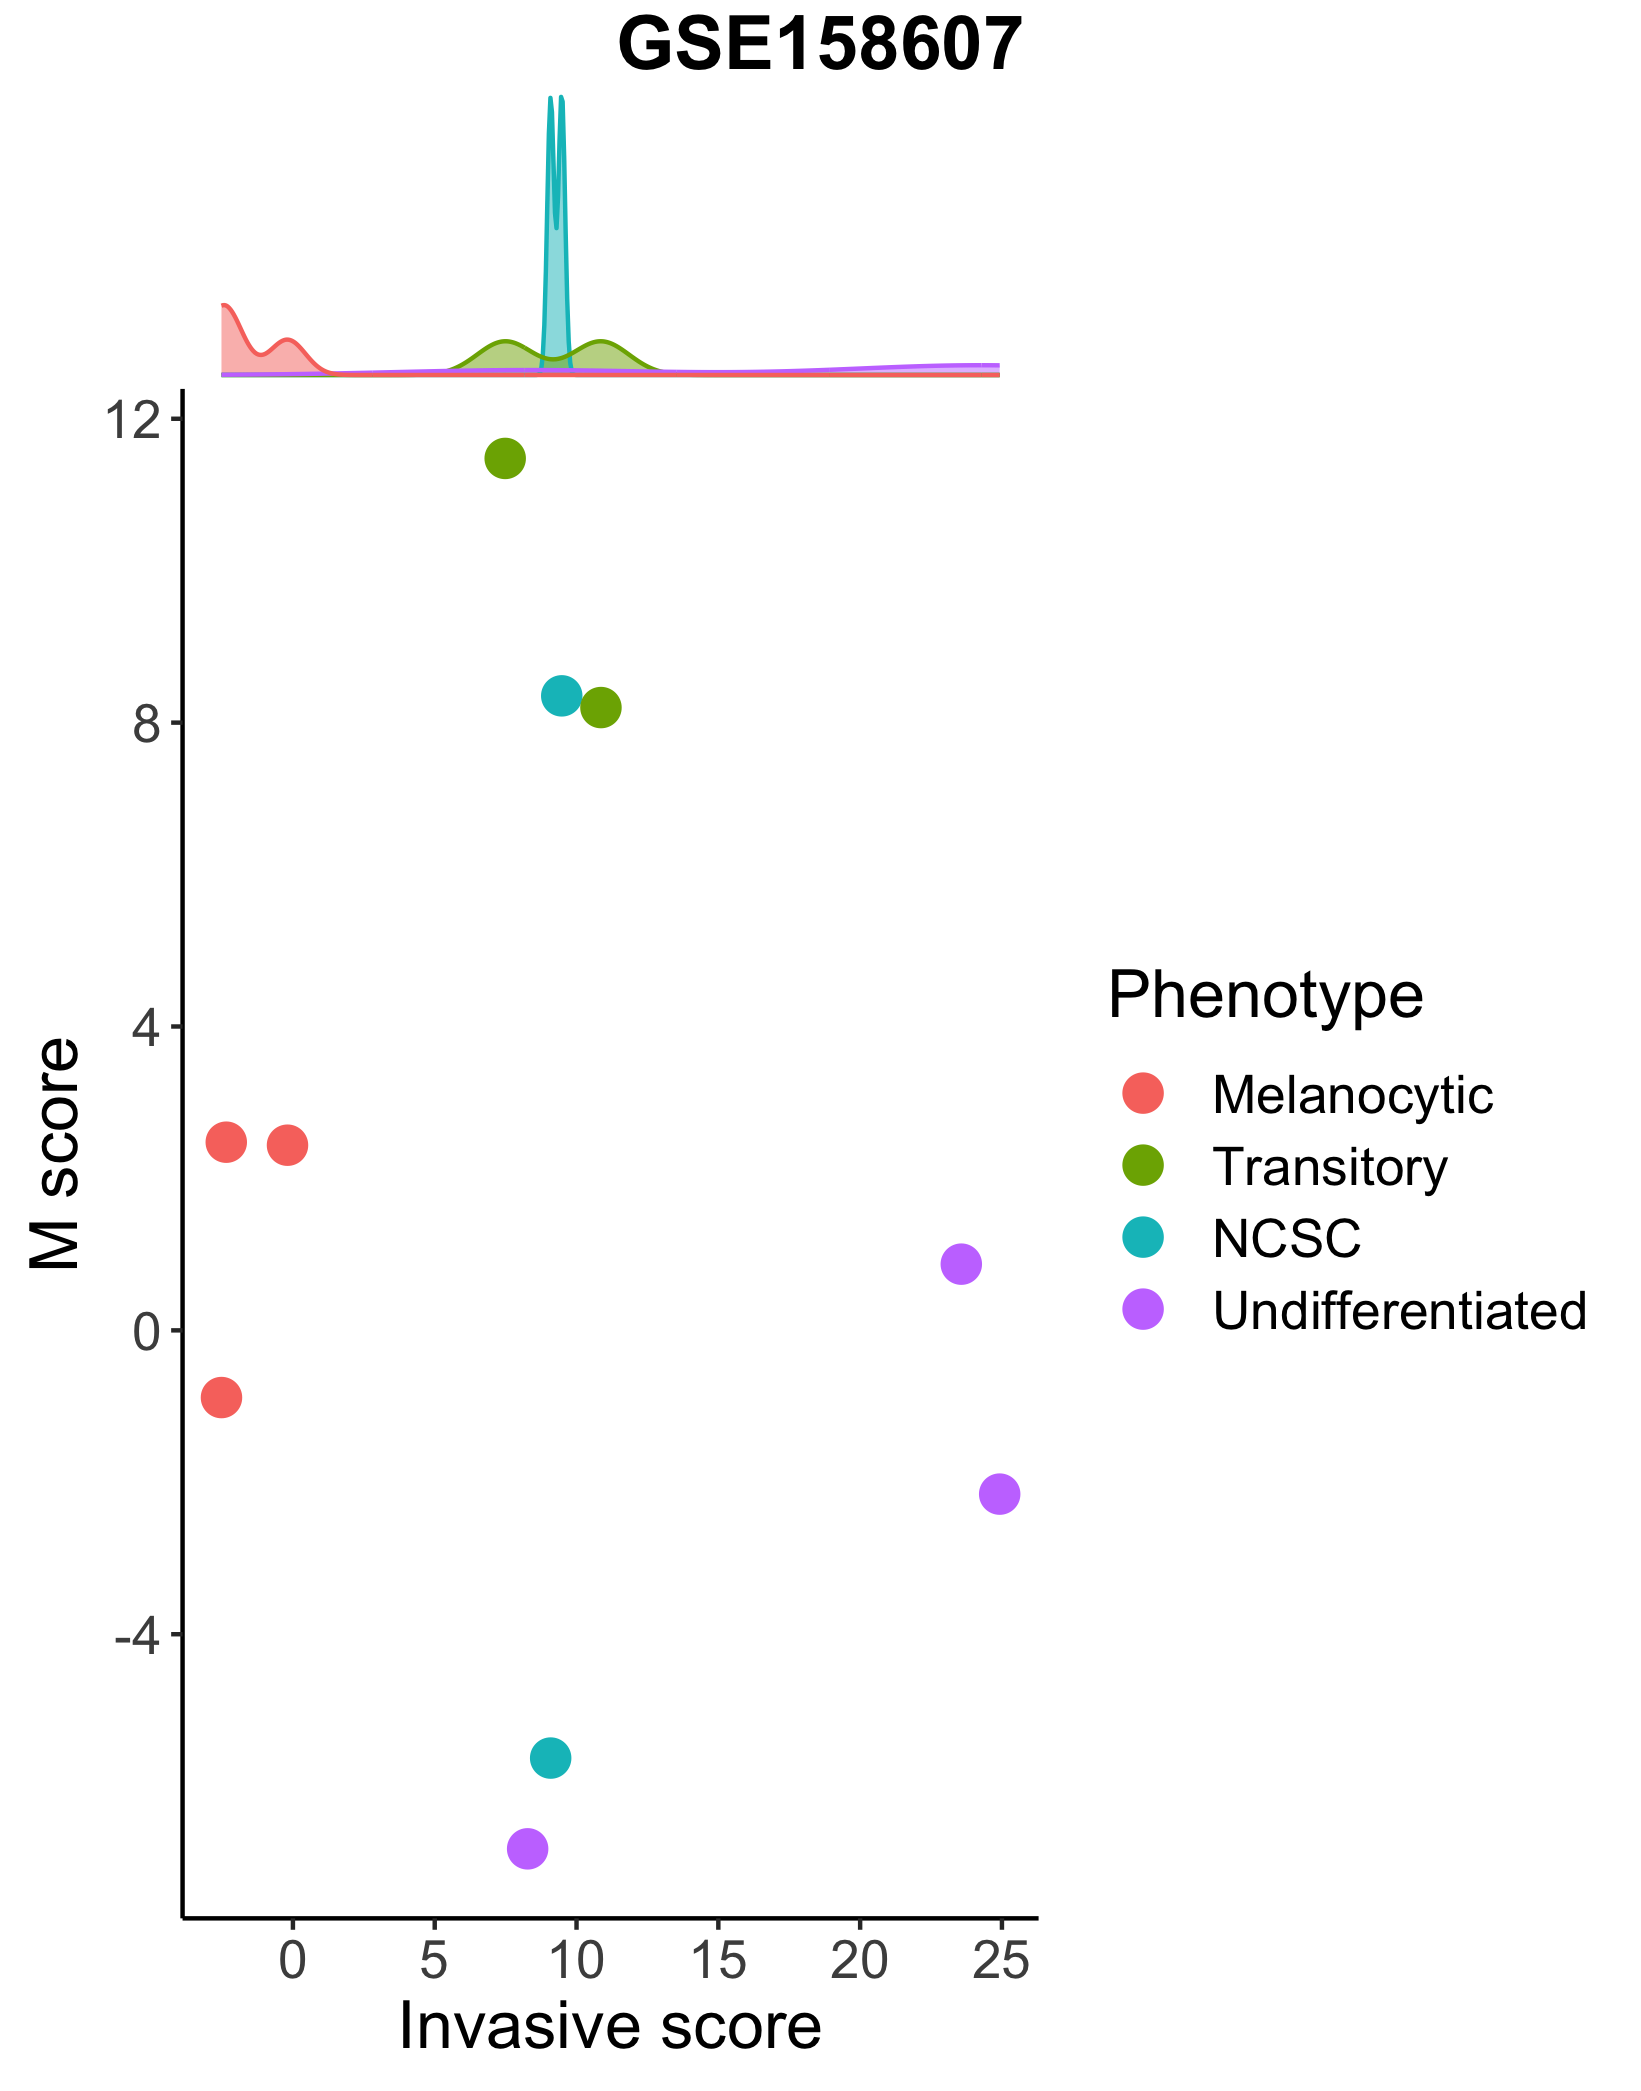 GSE158607
12
8
4
0
-4
M score
0 5 10 15 20 25
Invasive score
Phenotype
Melanocytic
Transitory
NCSC
Undifferentiated